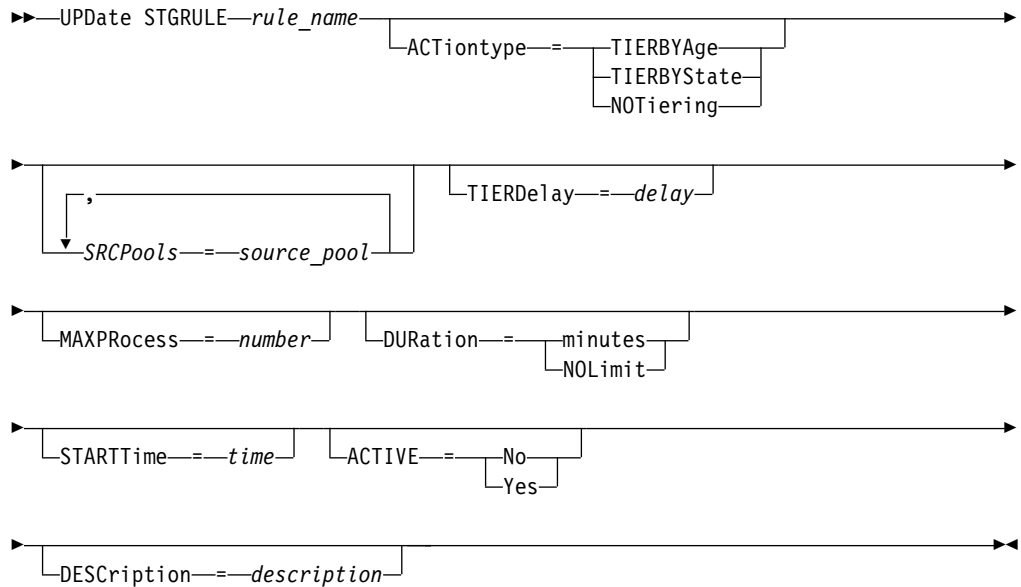 UPDate STGRULE rule_name
ACTiontype = TIERBYAge
TIERBYState
NOTiering
,
SRCPools = source_pool
TIERDelay = delay
MAXPRocess = number
DURation = minutes
NOLimit
STARTTime = time
ACTIVE = No
Yes
DESCription = description